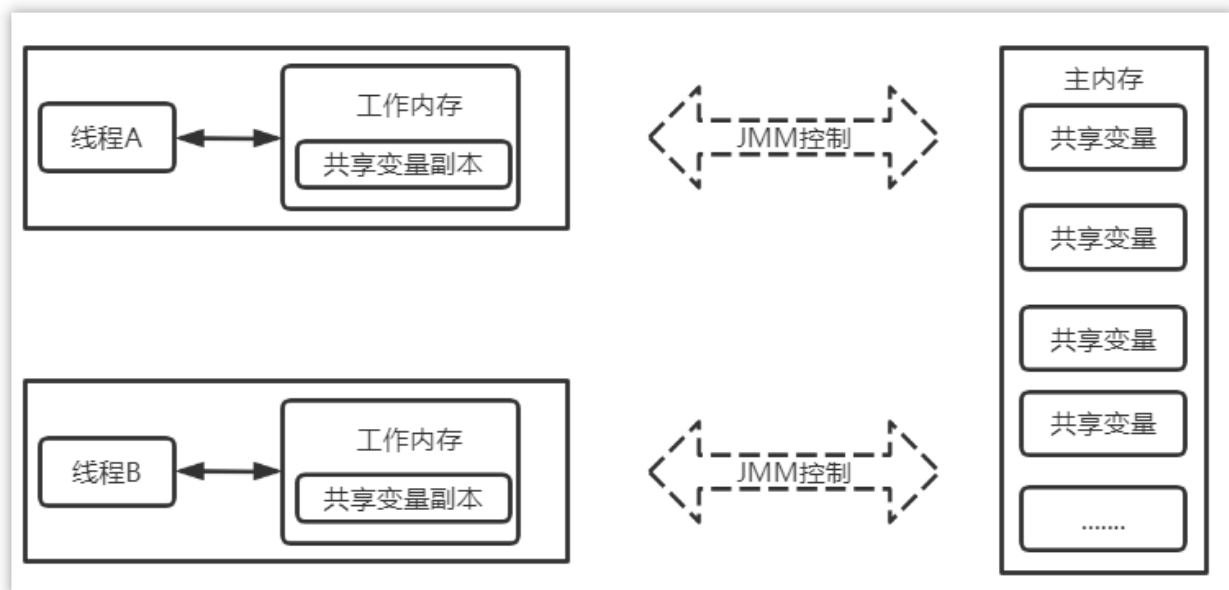 线程A
工作内存
共享变量副本
JMM控制
主内存
共享变量
共享变量
共享变量
共享变量
.......
线程B
工作内存
共享变量副本
JMM控制